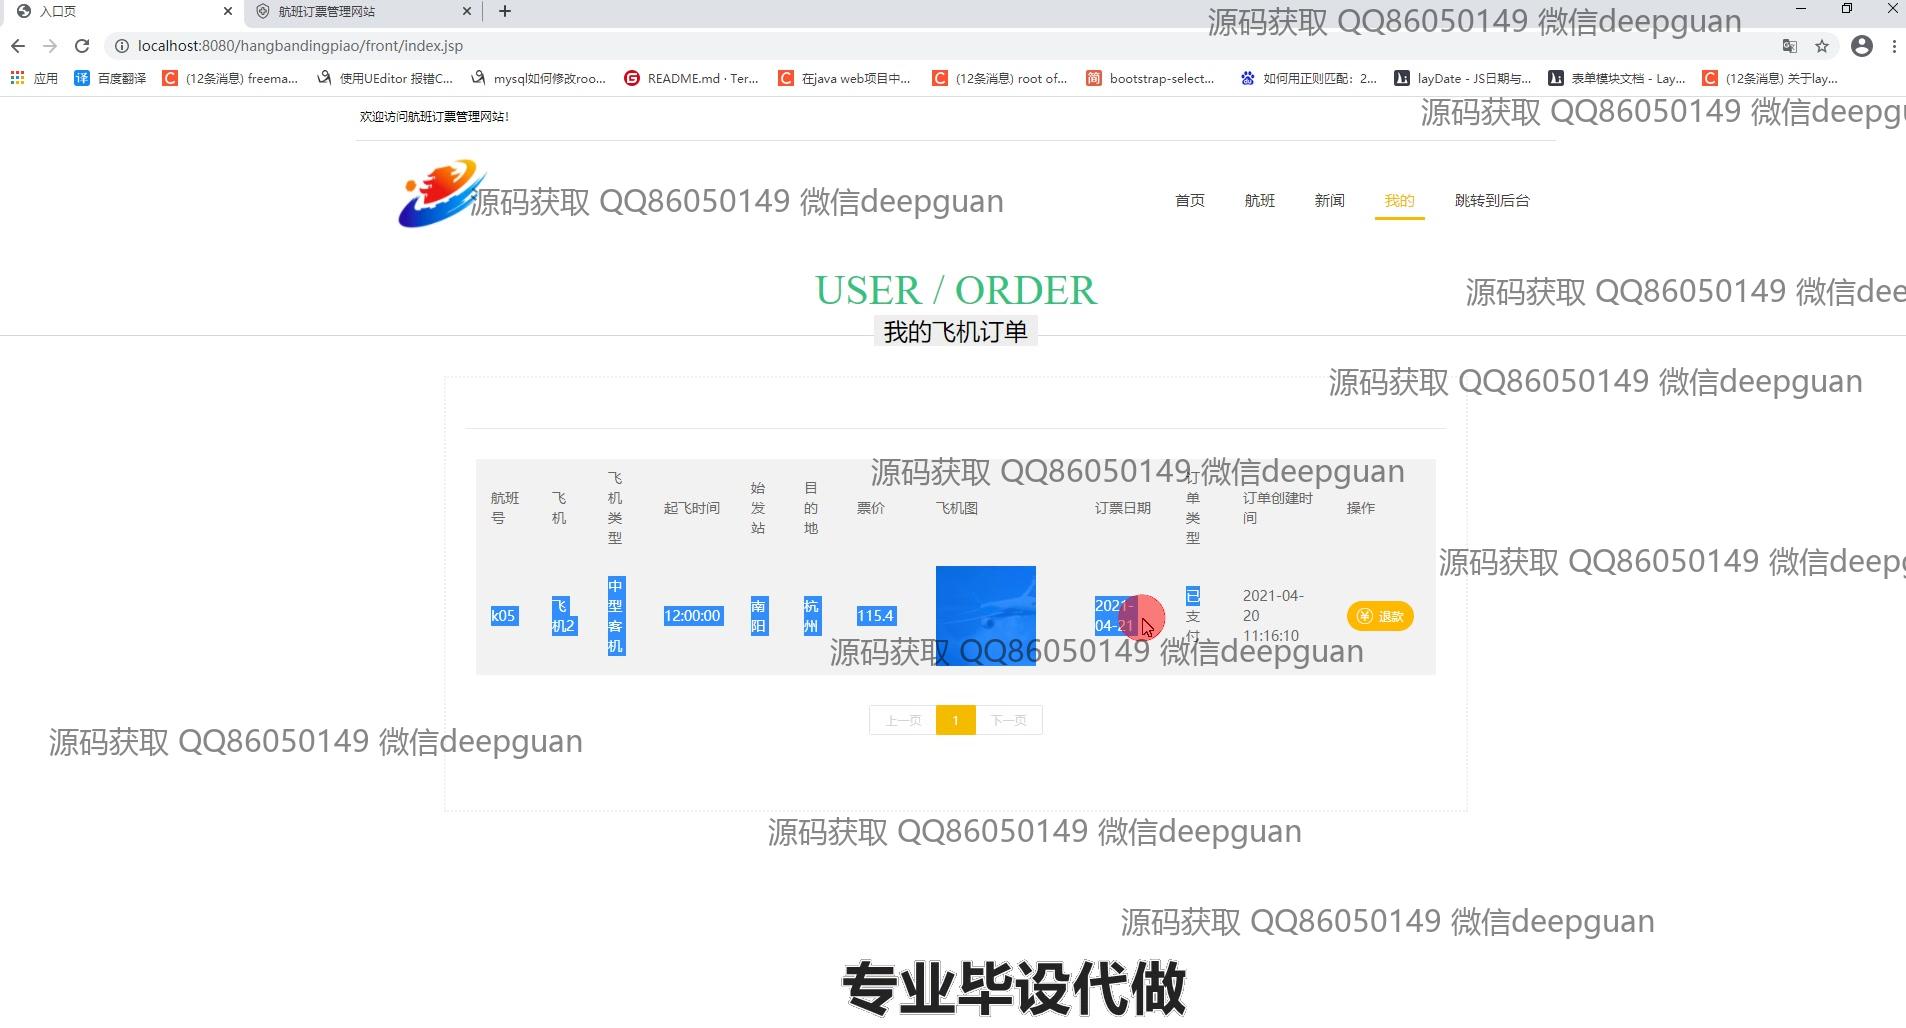 入口页
航班订票管理网站
源码获取 QQ86050149 微信deepguan
localhost:8080/hangbandingpiao/front/index.jsp
应用
百度翻译
(12条消息) freema...
使用UEditor 报错C...
mysql如何修改roo...
README.md · Ter...
在java web项目中...
(12条消息) root of...
bootstrap-select...
如何用正则匹配：2...
layDate - JS日期与...
表单模块文档 - Lay...
(12条消息) 关于lay...
源码获取 QQ86050149 微信deepgu
欢迎访问航班订票管理网站!
源码获取 QQ86050149 微信deepguan
首页
航班
新闻
我的
跳转到后台
USER / ORDER
源码获取 QQ86050149 微信dee
我的飞机订单
源码获取 QQ86050149 微信deepguan
源码获取 QQ86050149 微信deepguan
航班号
飞机
飞机类型
起飞时间
始发站
目的地
票价
飞机图
订票日期
订单类型
订单创建时间
操作
源码获取 QQ86050149 微信deepg
k05
飞机2
中型客机
12:00:00
南阳
杭州
115.4
2021-04-21
已支付
2021-04-20 11:16:10
退款
源码获取 QQ86050149 微信deepguan
上一页
1
下一页
源码获取 QQ86050149 微信deepguan
源码获取 QQ86050149 微信deepguan
源码获取 QQ86050149 微信deepguan
专业毕设代做